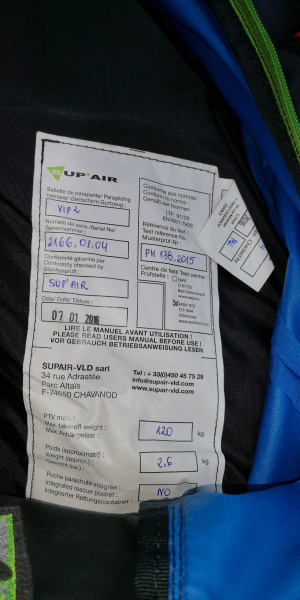 SUP'AIR
Sellette de parapente/ Paragliding
harness/ Gleitschirm Gurtzeug :
VIP 2
Numéro de série /Serial No/
Seriennummer :
2166.01.04
Conformité garantie par
Conformity checked by
Stückgeprüft :
SUP'AIR
Date/ Date/ Datum :
07 01 2016
Conforme aux normes :
Conform to norms :
Gemäß der Normen
LTF 91/09
EN1651:1999
Référence du test
Test reference No :
Musterprüf-Nr :
PH 138.2015
Centre de test/ Test centre
Prüfstelle :
LIRE LE MANUEL AVANT UTILISATION !
PLEASE READ USERS MANUAL BEFORE USE !
VOR GEBRAUCH BETRIEBSANWEISUNG LESEN
SUPAIR-VLD sarl
34 rue Adrastée
Parc Altaïs
F-74650 CHAVANOD
Tel : + 33(0)450 45 75 29
info@supair-vld.com
www.supair-vld.com
PTV max. :
Max. take-off weight :
Max. Anhängelast :
120 kg
Poids (approximatif) :
Weight (approx.) :
2.6 kg
Poche parachute intégrée :
Integrated rescue pocket :
Integrierter Rettungscontainer :
NO